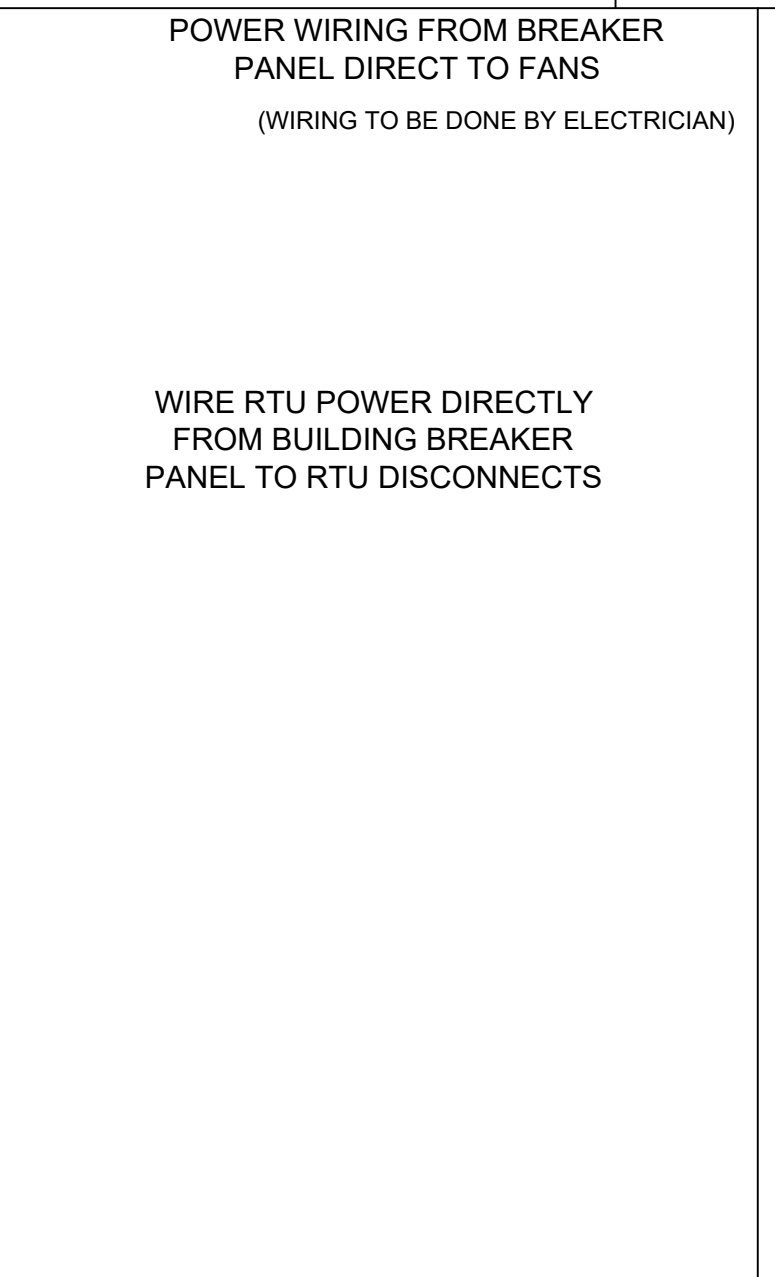 POWER WIRING FROM BREAKER
PANEL DIRECT TO FANS
(WIRING TO BE DONE BY ELECTRICIAN)
WIRE RTU POWER DIRECTLY
FROM BUILDING BREAKER
PANEL TO RTU DISCONNECTS